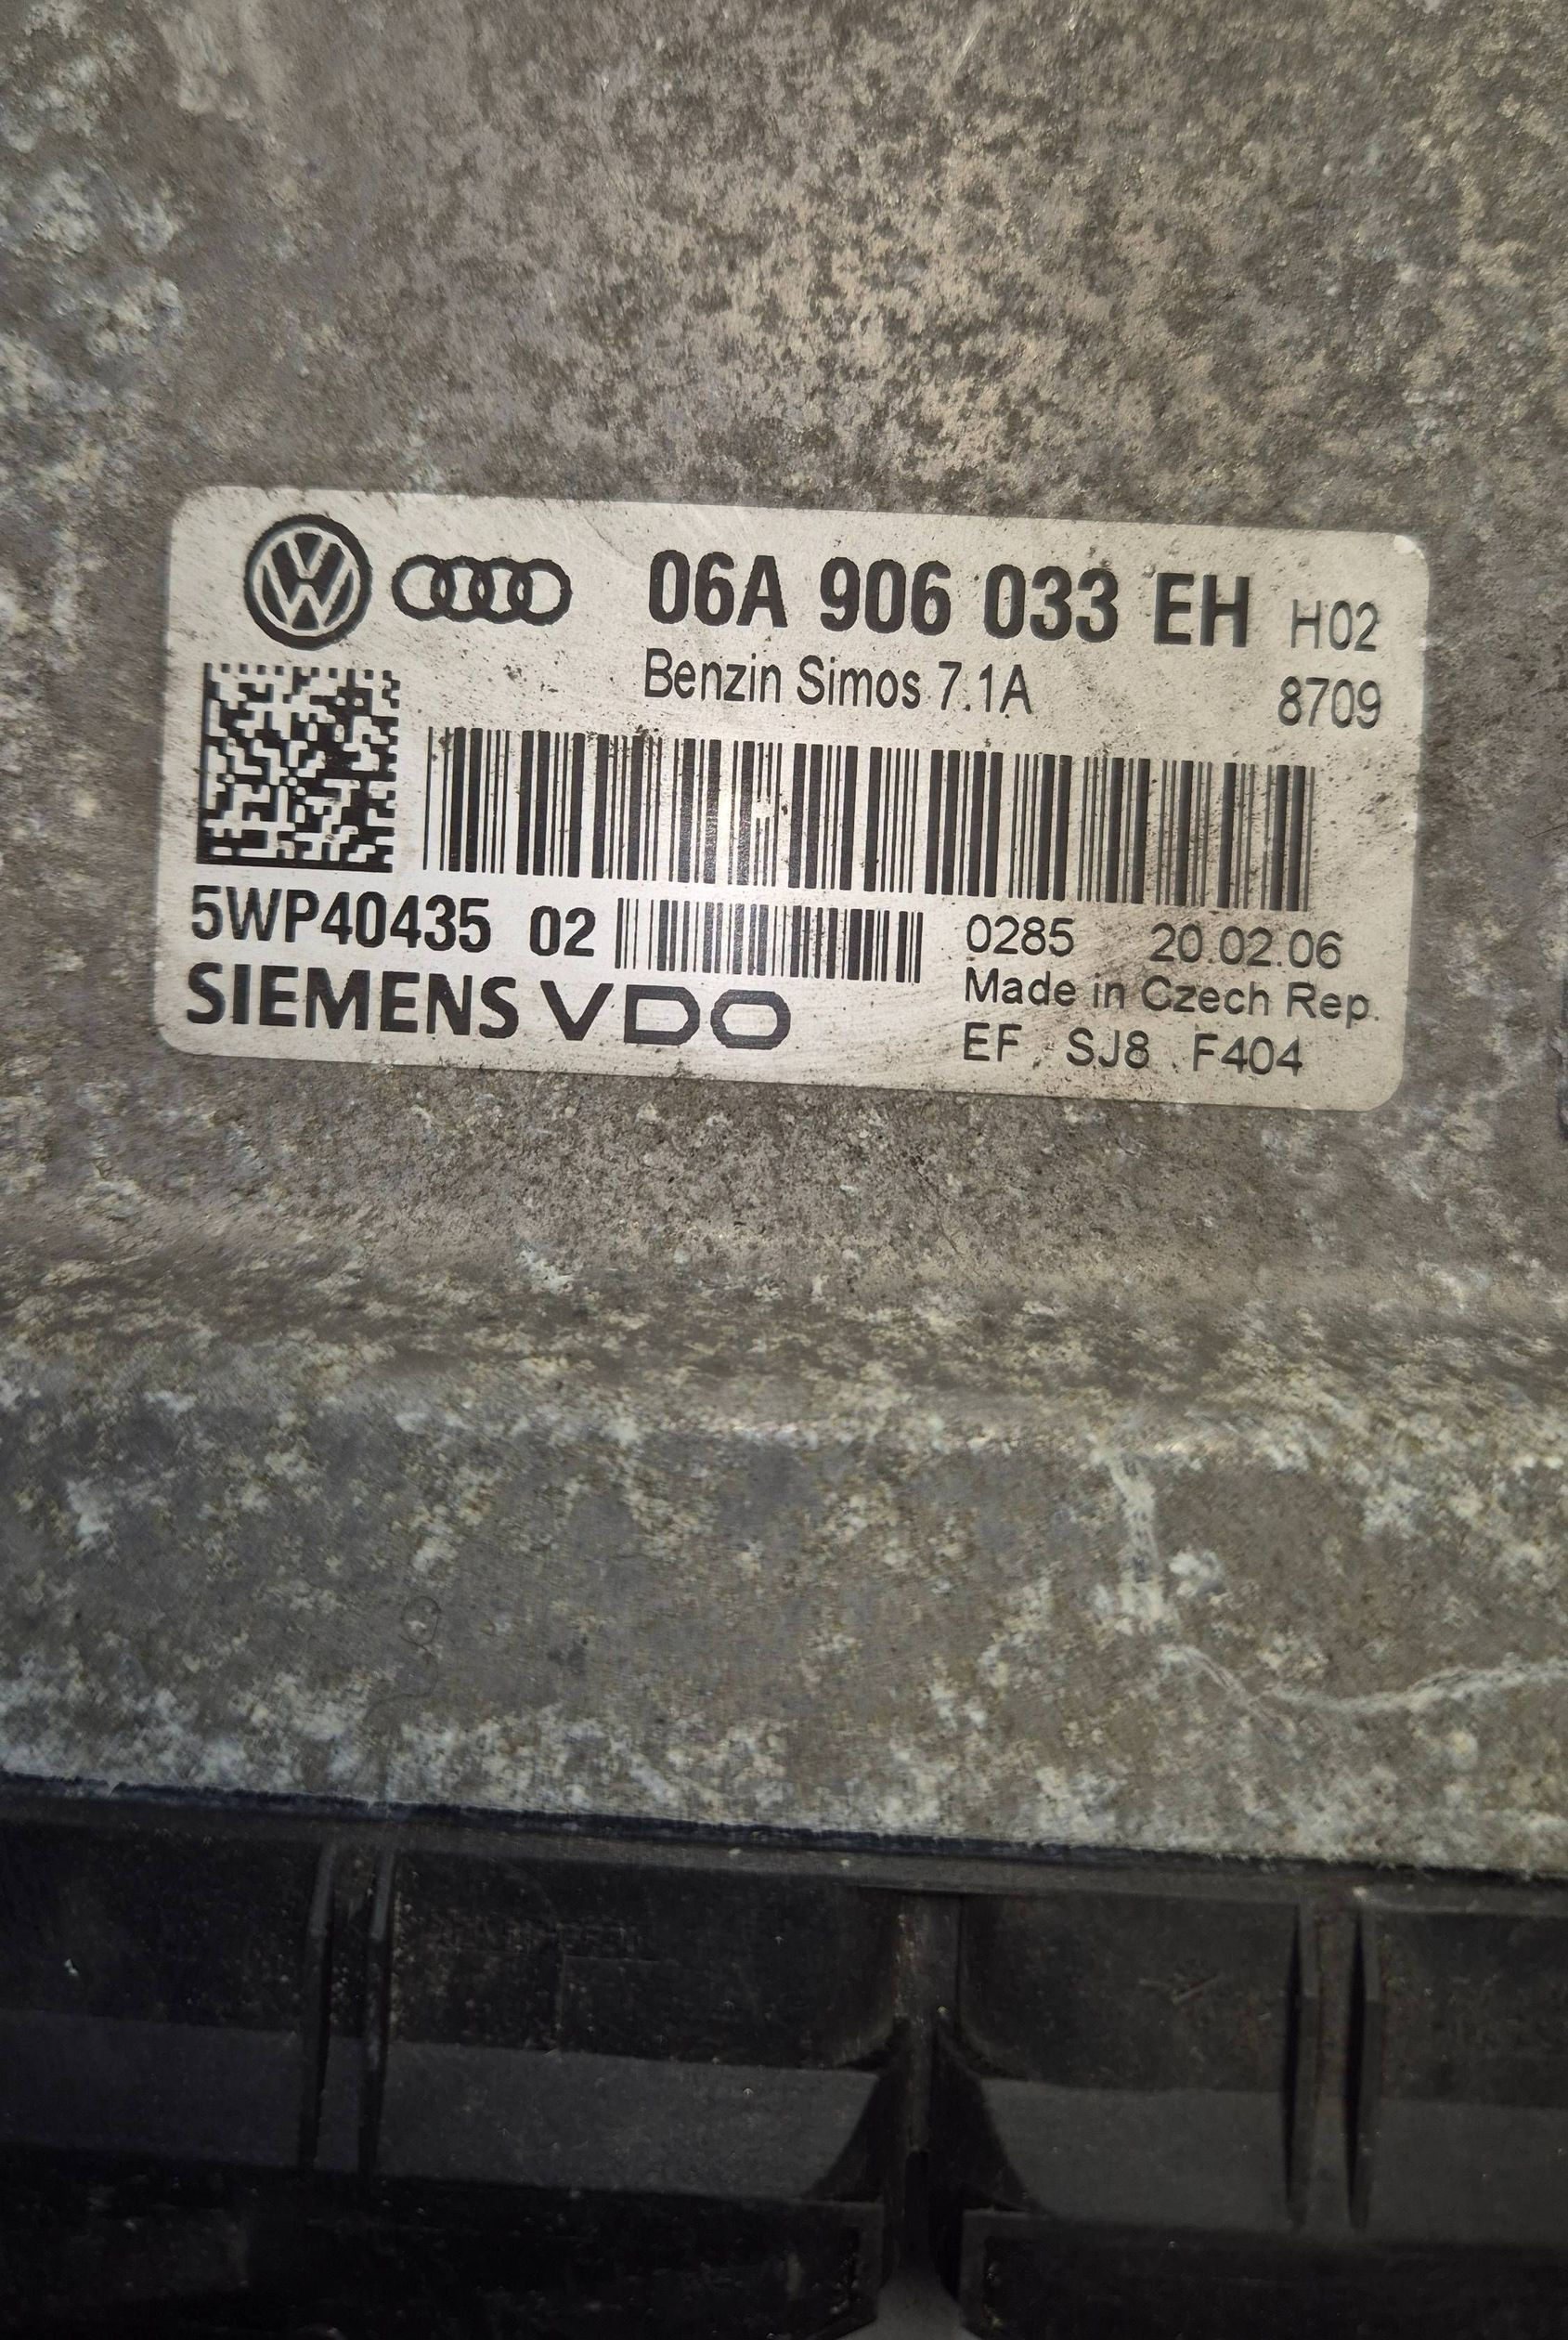 06A 906 033 EH H02
Benzin Simos 7.1A 8709
5WP40435 02 0285 20.02.06
SIEMENS VDO Made in Czech Rep.
EF SJ8 F404